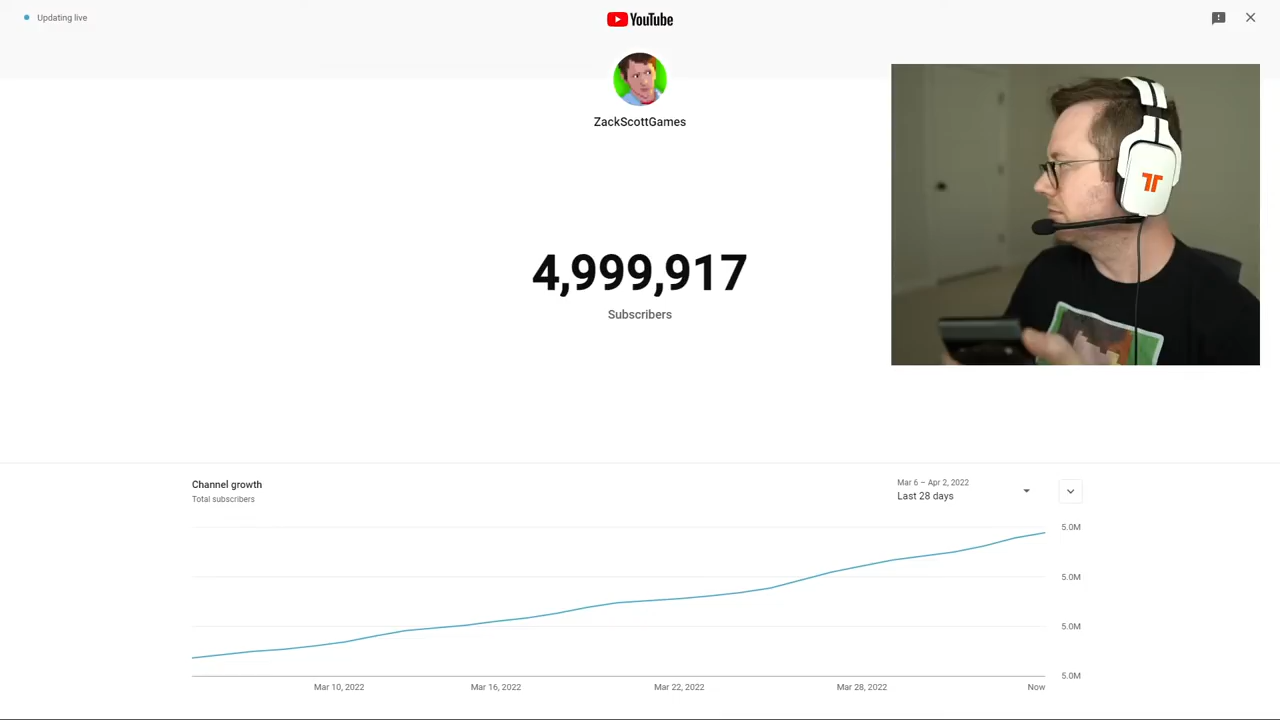 Updating live
YouTube
ZackScottGames
4,999,917
Subscribers
Channel growth
Total subscribers
Mar 6 – Apr 2, 2022
Last 28 days
5.0M
5.0M
5.0M
5.0M
Mar 10, 2022
Mar 16, 2022
Mar 22, 2022
Mar 28, 2022
Now